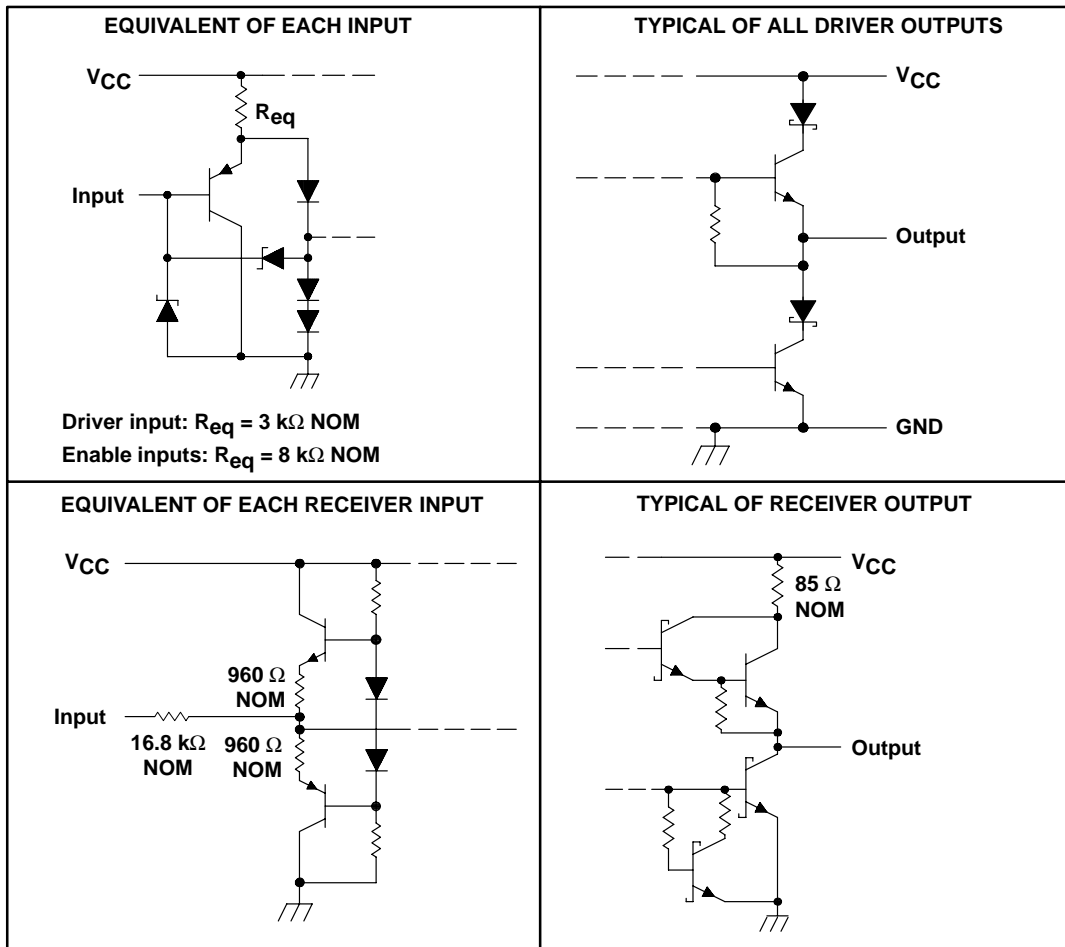 EQUIVALENT OF EACH INPUT
VCC
Req
Input
Driver input: Req = 3 kΩ NOM
Enable inputs: Req = 8 kΩ NOM
TYPICAL OF ALL DRIVER OUTPUTS
VCC
Output
GND
EQUIVALENT OF EACH RECEIVER INPUT
VCC
960 Ω
NOM
Input
16.8 kΩ
NOM
960 Ω
NOM
TYPICAL OF RECEIVER OUTPUT
VCC
85 Ω
NOM
Output